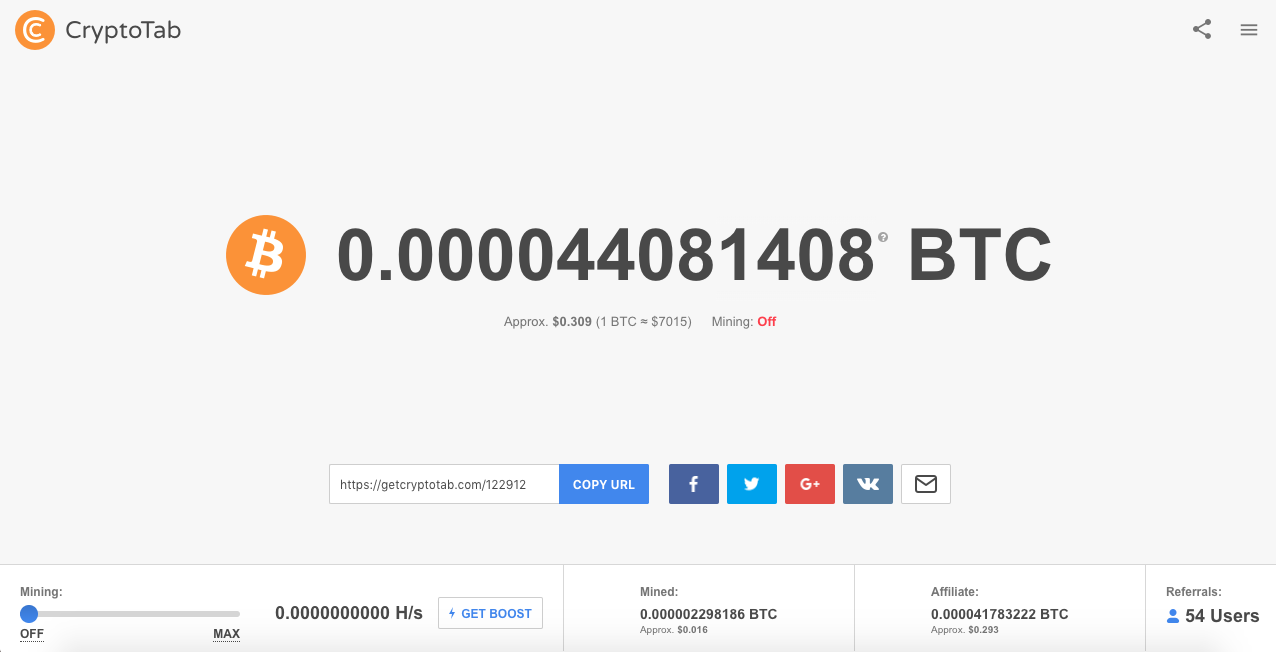 CryptoTab
0.000044081408 BTC
Approx. $0.309 (1 BTC ≈ $7015) Mining: Off
https://getcryptotab.com/122912 COPY URL
Mining:
OFF MAX
0.0000000000 H/s GET BOOST
Mined:
0.000002298186 BTC
Approx. $0.016
Affiliate:
0.000041783222 BTC
Approx. $0.293
Referrals:
54 Users